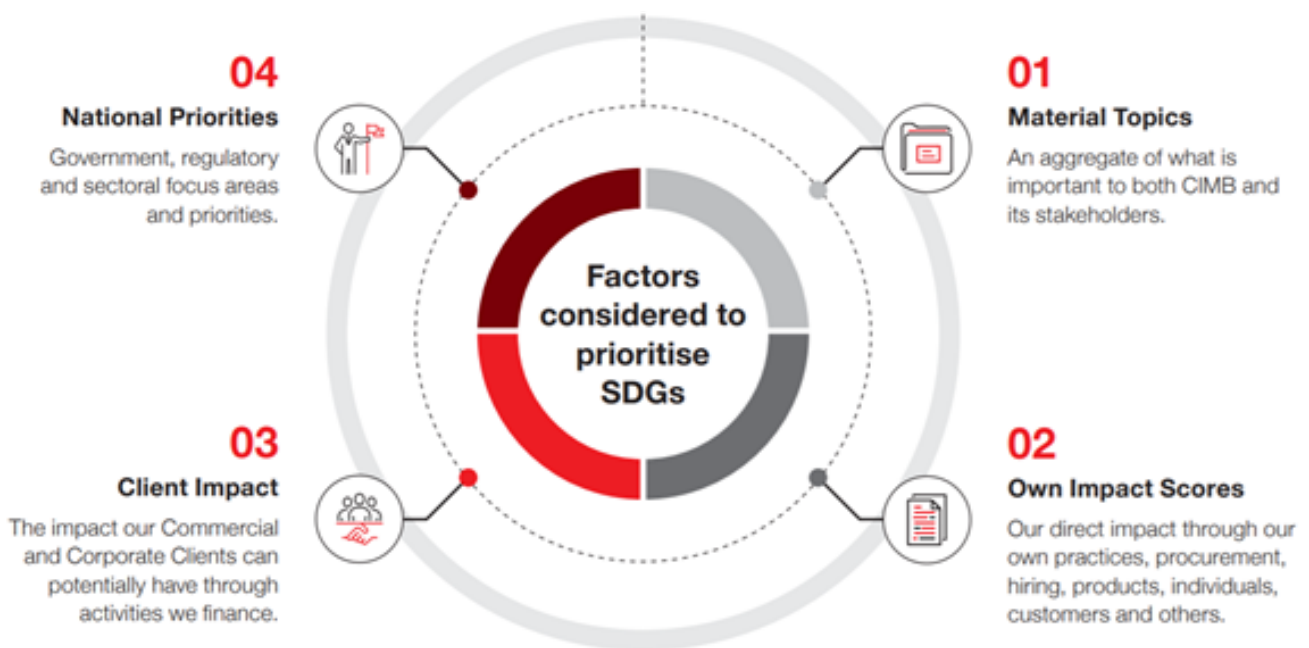 04
National Priorities
Government, regulatory
and sectoral focus areas
and priorities.
01
Material Topics
An aggregate of what is
important to both CIMB and
its stakeholders.
Factors
considered to
prioritise
SDGs
03
Client Impact
The impact our Commercial
and Corporate Clients can
potentially have through
activities we finance.
02
Own Impact Scores
Our direct impact through our
own practices, procurement,
hiring, products, individuals,
customers and others.